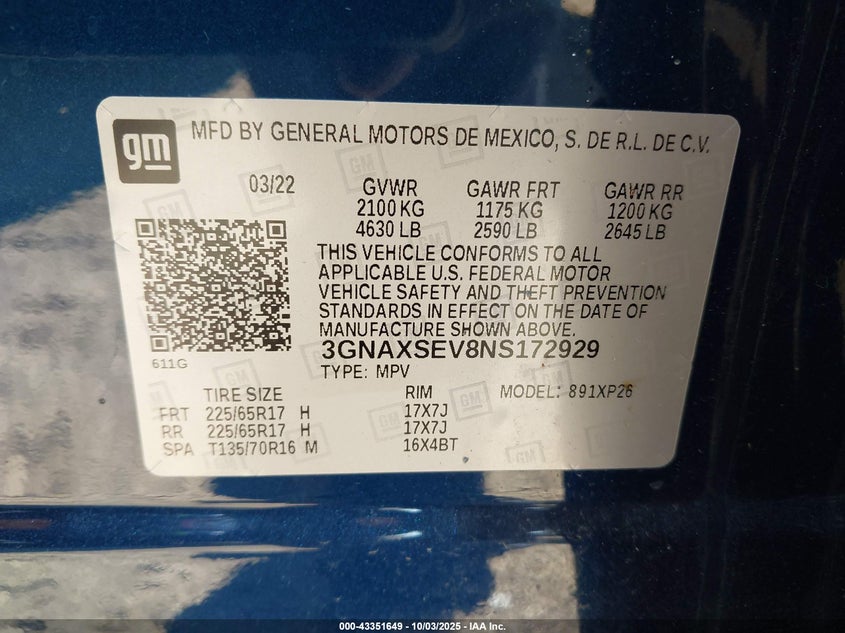 gm MFD BY GENERAL MOTORS DE MEXICO, S. DE R.L. DE C.V.
03/22 GVWR GAWR FRT GAWR RR
2100 KG 1175 KG 1200 KG
4630 LB 2590 LB 2645 LB
THIS VEHICLE CONFORMS TO ALL
APPLICABLE U.S. FEDERAL MOTOR
VEHICLE SAFETY AND THEFT PREVENTION
STANDARDS IN EFFECT ON THE DATE OF
MANUFACTURE SHOWN ABOVE.
611G
3GNAXSEV8NS172929
TYPE: MPV
TIRE SIZE RIM MODEL: 891XP26
FRT 225/65R17 H 17X7J
RR 225/65R17 H 17X7J
SPA T135/70R16 M 16X4BT
000-43351649 - 10/03/2025 - IAA Inc.